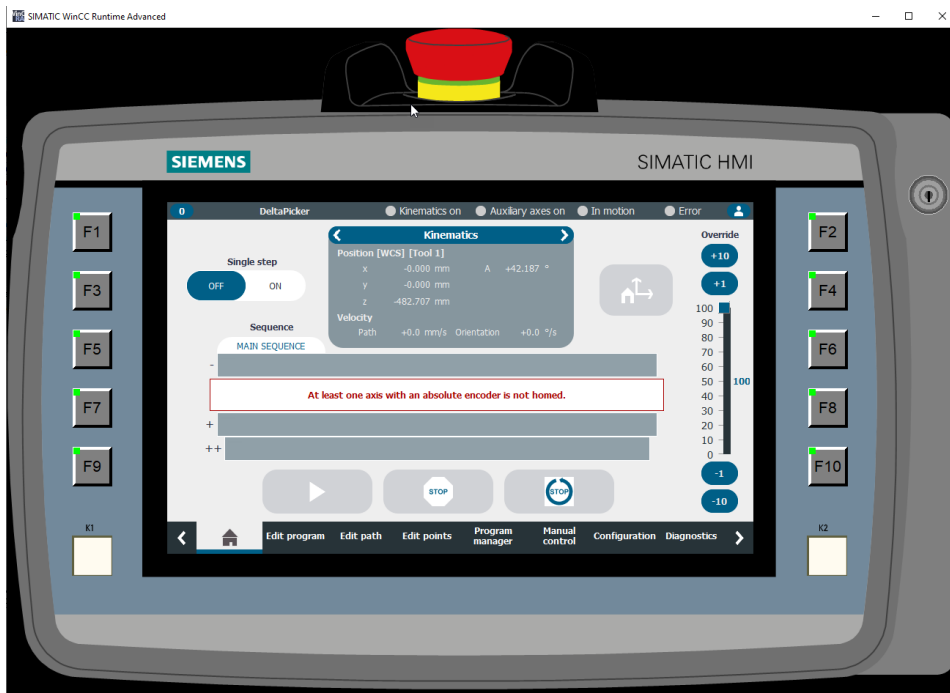 SIMATIC WinCC Runtime Advanced
SIEMENS
SIMATIC HMI
0 DeltaPicker Kinematics on Auxiliary axes on In motion Error
F1
F2
F3
F4
F5
F6
F7
F8
F9
F10
K1
K2
Kinematics
Position [WCS] [Tool 1]
x -0.000 mm A +42.187 °
y -0.000 mm
z -482.707 mm
Velocity
Path +0.0 mm/s Orientation +0.0 °/s
Single step
OFF ON
Sequence
MAIN SEQUENCE
-
At least one axis with an absolute encoder is not homed.
+
++
STOP
STOP
Override
+10
+1
100
90
80
70
60
50 100
40
30
20
10
0
-1
-10
Edit program Edit path Edit points Program manager Manual control Configuration Diagnostics